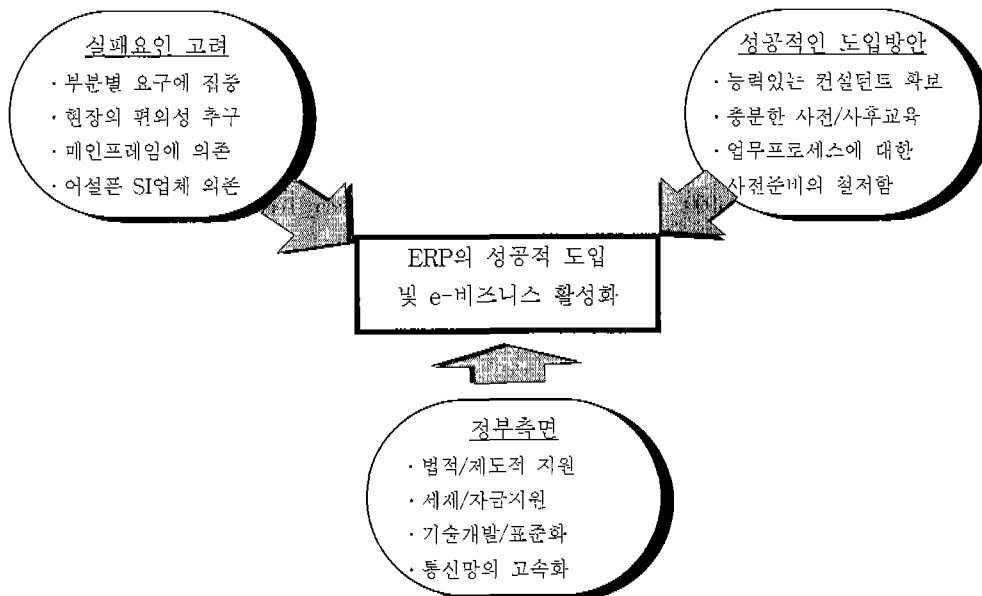 실패요인 고려
· 부분별 요구에 집중
· 현장의 편의성 추구
· 메인프레임에 의존
· 어설픈 SI업체 의존
성공적인 도입방안
· 능력있는 컨설턴트 확보
· 충분한 사전/사후교육
· 업무프로세스에 대한
· 사전준비의 철저함
ERP의 성공적 도입
및 e-비즈니스 활성화
정부측면
· 법적/제도적 지원
· 세제/자금지원
· 기술개발/표준화
· 통신망의 고속화